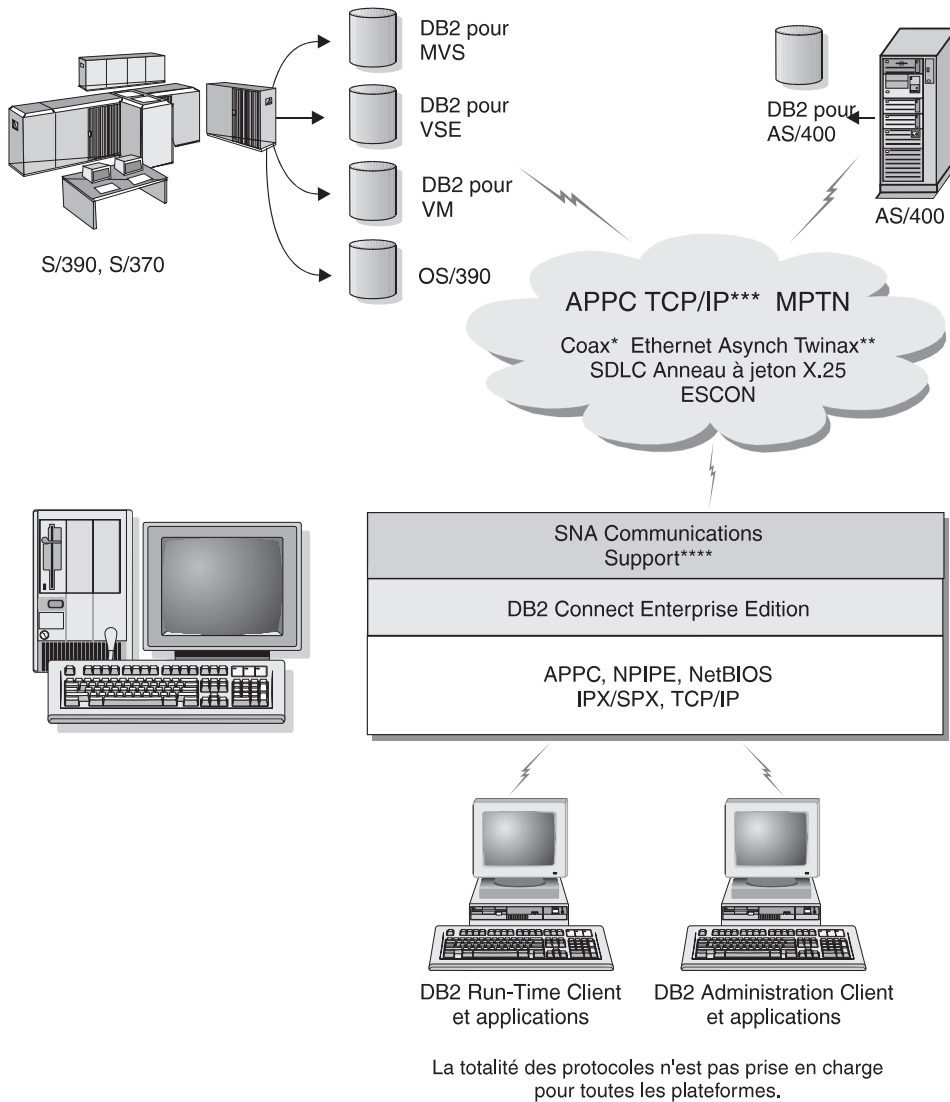 DB2 pour
MVS
DB2 pour
VSE
DB2 pour
VM
OS/390
S/390, S/370
DB2 pour
AS/400
AS/400
APPC TCP/IP*** MPTN
Coax* Ethernet Asynch Twinax**
SDLC Anneau à jeton X.25
ESCON
SNA Communications
Support****
DB2 Connect Enterprise Edition
APPC, NPIPE, NetBIOS
IPX/SPX, TCP/IP
DB2 Run-Time Client
et applications
DB2 Administration Client
et applications
La totalité des protocoles n'est pas prise en charge
pour toutes les plateformes.